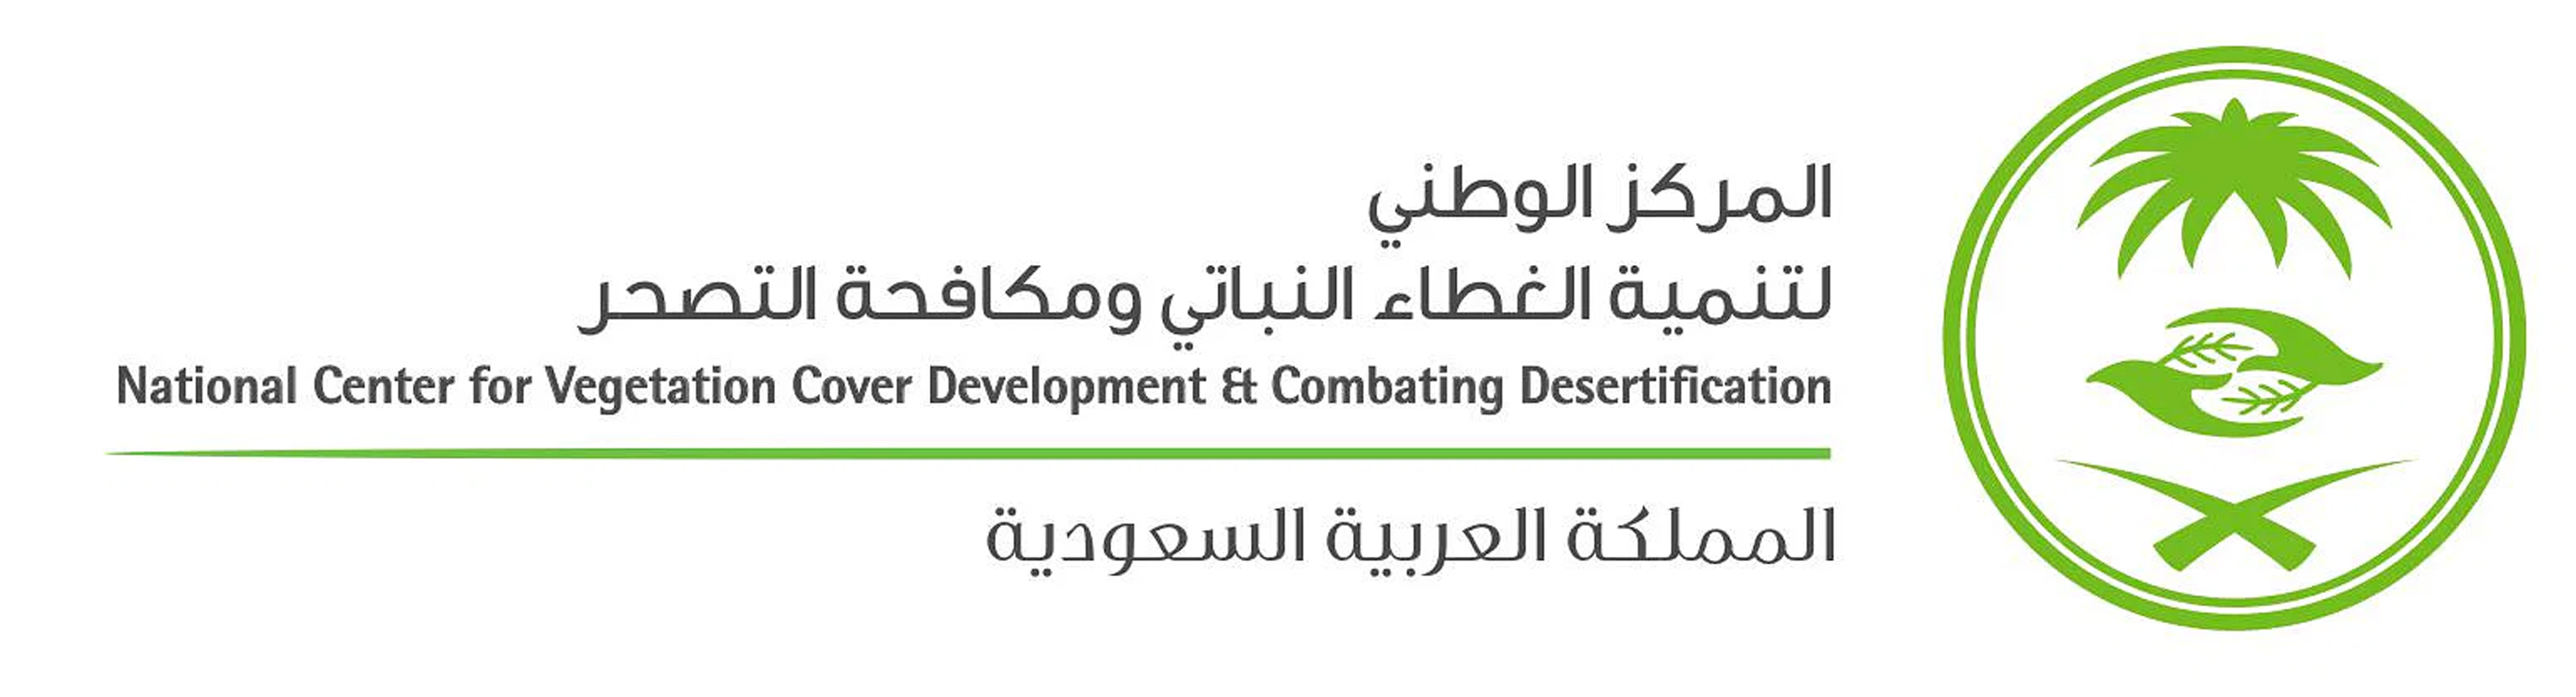 المركز الوطني
لتنمية الغطاء النباتي ومكافحة التصحر
National Center for Vegetation Cover Development & Combating Desertification
المملكة العربية السعودية